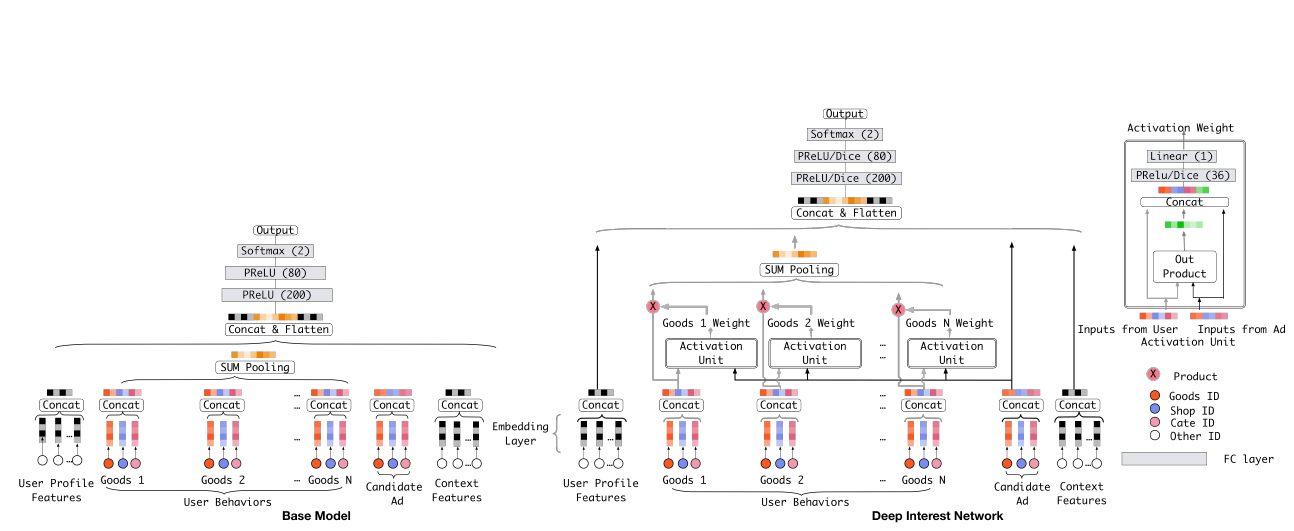 Output
Softmax (2)
PReLU (80)
PReLU (200)
Concat & Flatten
SUM Pooling
Concat
Concat
Concat
...
Concat
Concat
Concat
...
...
...
...
...
User Profile
Features
Goods 1
Goods 2
...
Goods N
User Behaviors
Candidate
Ad
Context
Features
Base Model
Embedding
Layer
Output
Softmax (2)
PReLU/Dice (80)
PReLU/Dice (200)
Concat & Flatten
SUM Pooling
X
X
X
Goods 1 Weight
Goods 2 Weight
Goods N Weight
Activation
Unit
Activation
Unit
...
...
Activation
Unit
Concat
Concat
Concat
...
...
Concat
Concat
Concat
...
...
...
...
...
User Profile
Features
Goods 1
Goods 2
...
Goods N
User Behaviors
Candidate
Ad
Context
Features
Deep Interest Network
Activation Weight
Linear (1)
PRelu/Dice (36)
Concat
Out
Product
Inputs from User
Inputs from Ad
Activation Unit
X Product
Goods ID
Shop ID
Cate ID
Other ID
FC layer